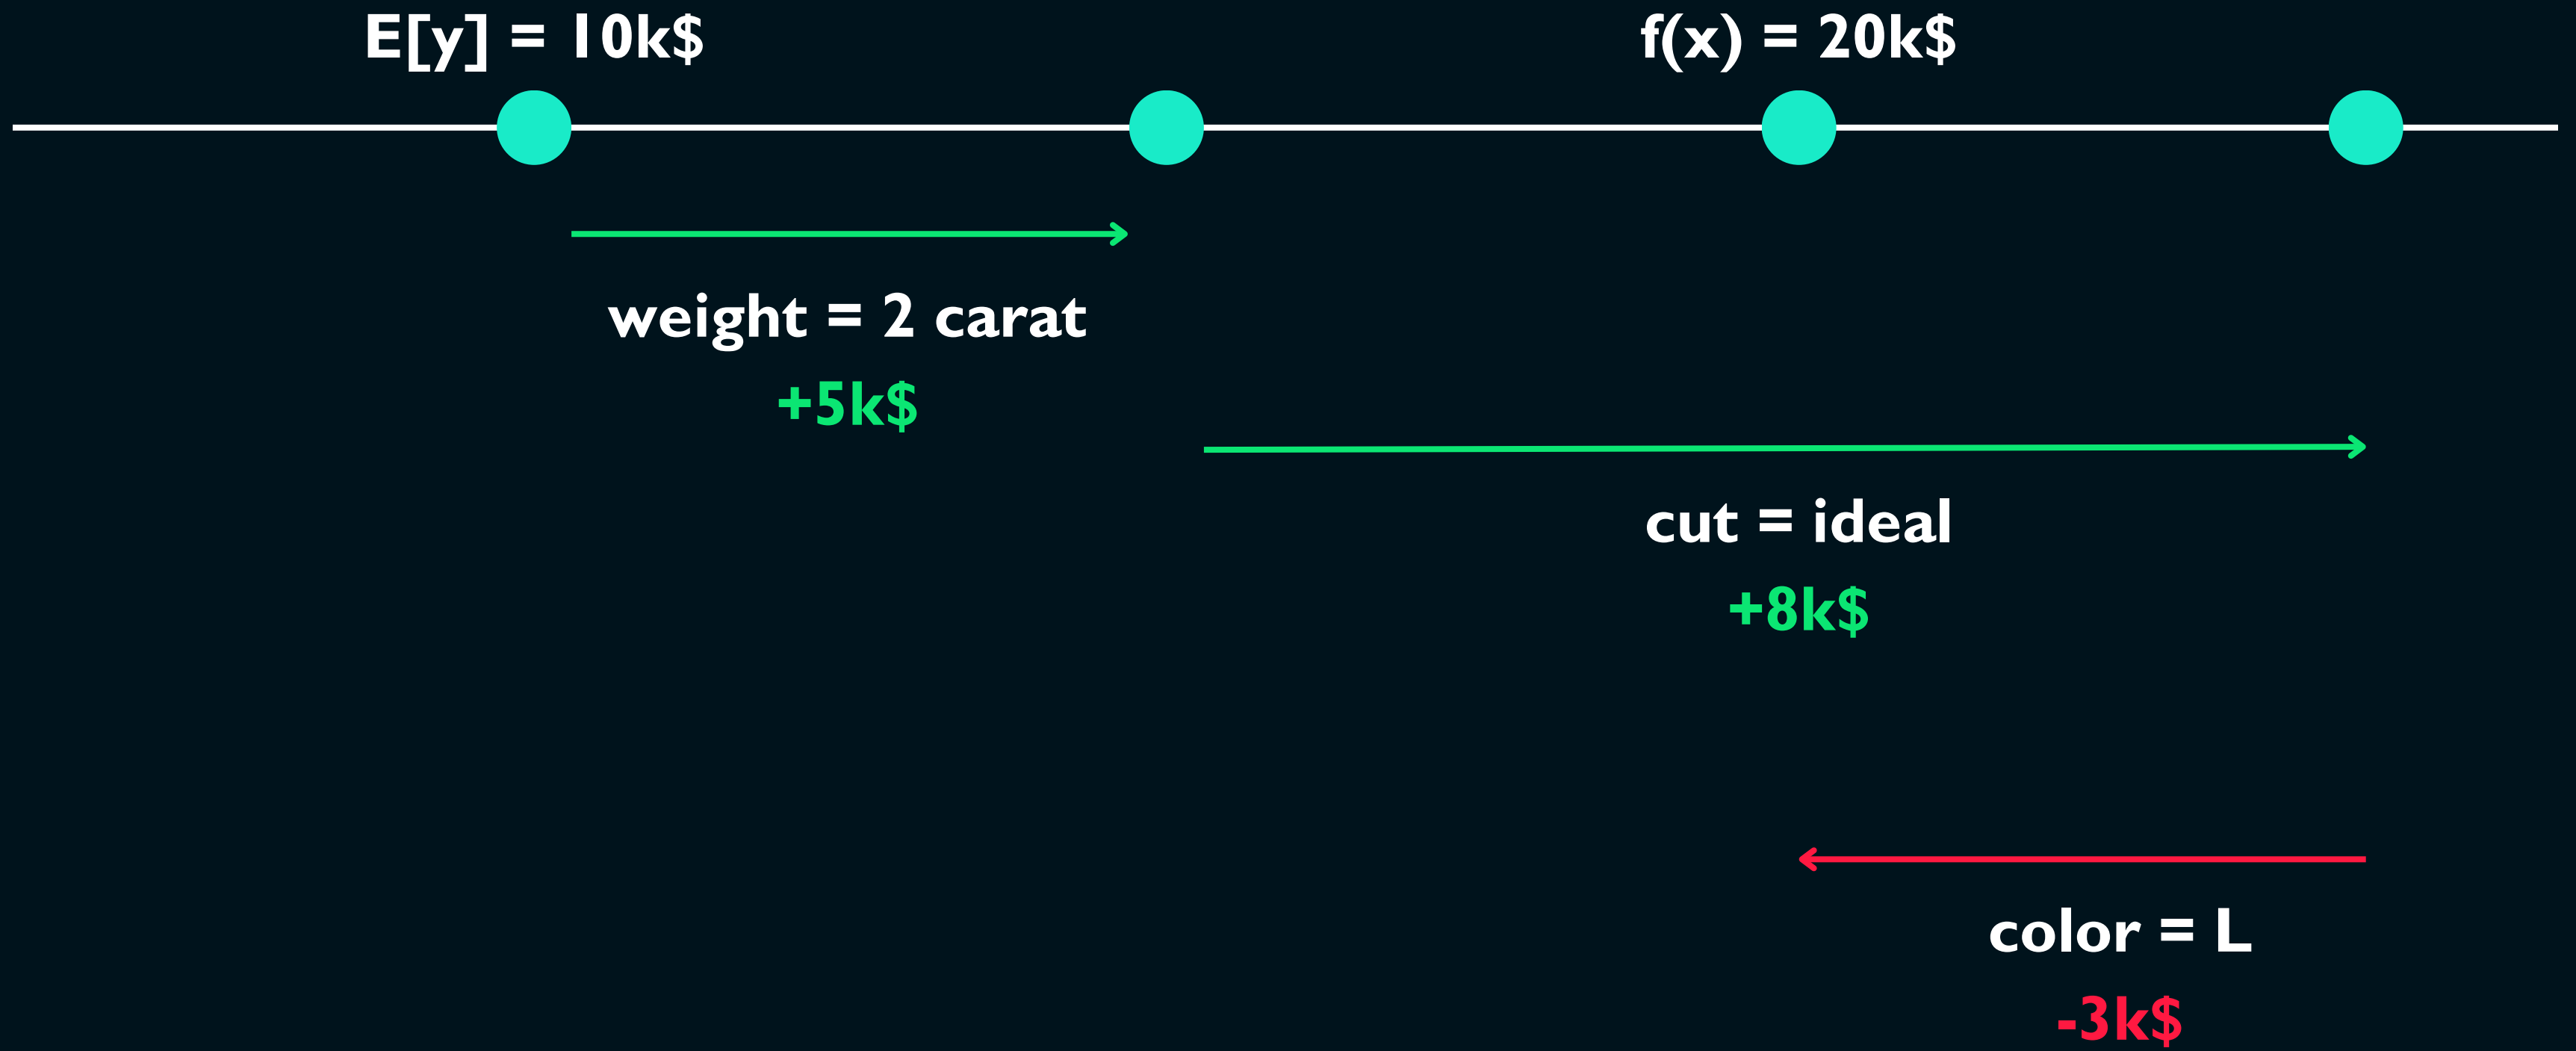 E[y] = 10k$
f(x) = 20k$
weight = 2 carat
+5k$
cut = ideal
+8k$
color = L
-3k$